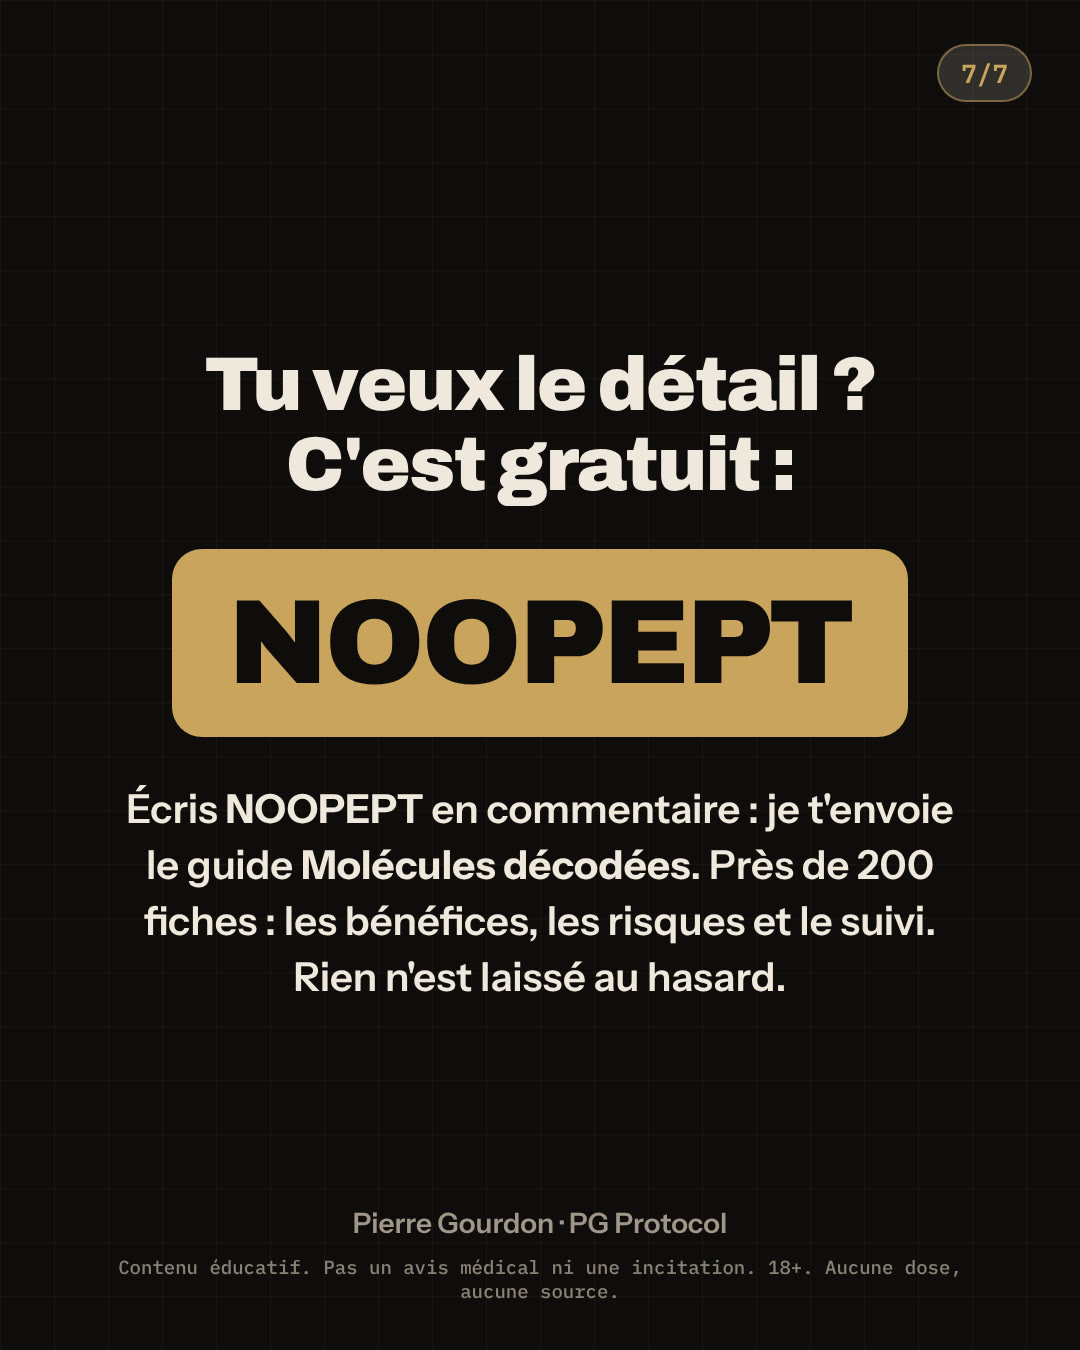 7/7
Tu veux le détail ?
C'est gratuit :
NOOPEPT
Écris NOOPEPT en commentaire : je t'envoie
le guide Molécules décodées. Près de 200
fiches : les bénéfices, les risques et le suivi.
Rien n'est laissé au hasard.
Pierre Gourdon · PG Protocol
Contenu éducatif. Pas un avis médical ni une incitation. 18+. Aucune dose,
aucune source.